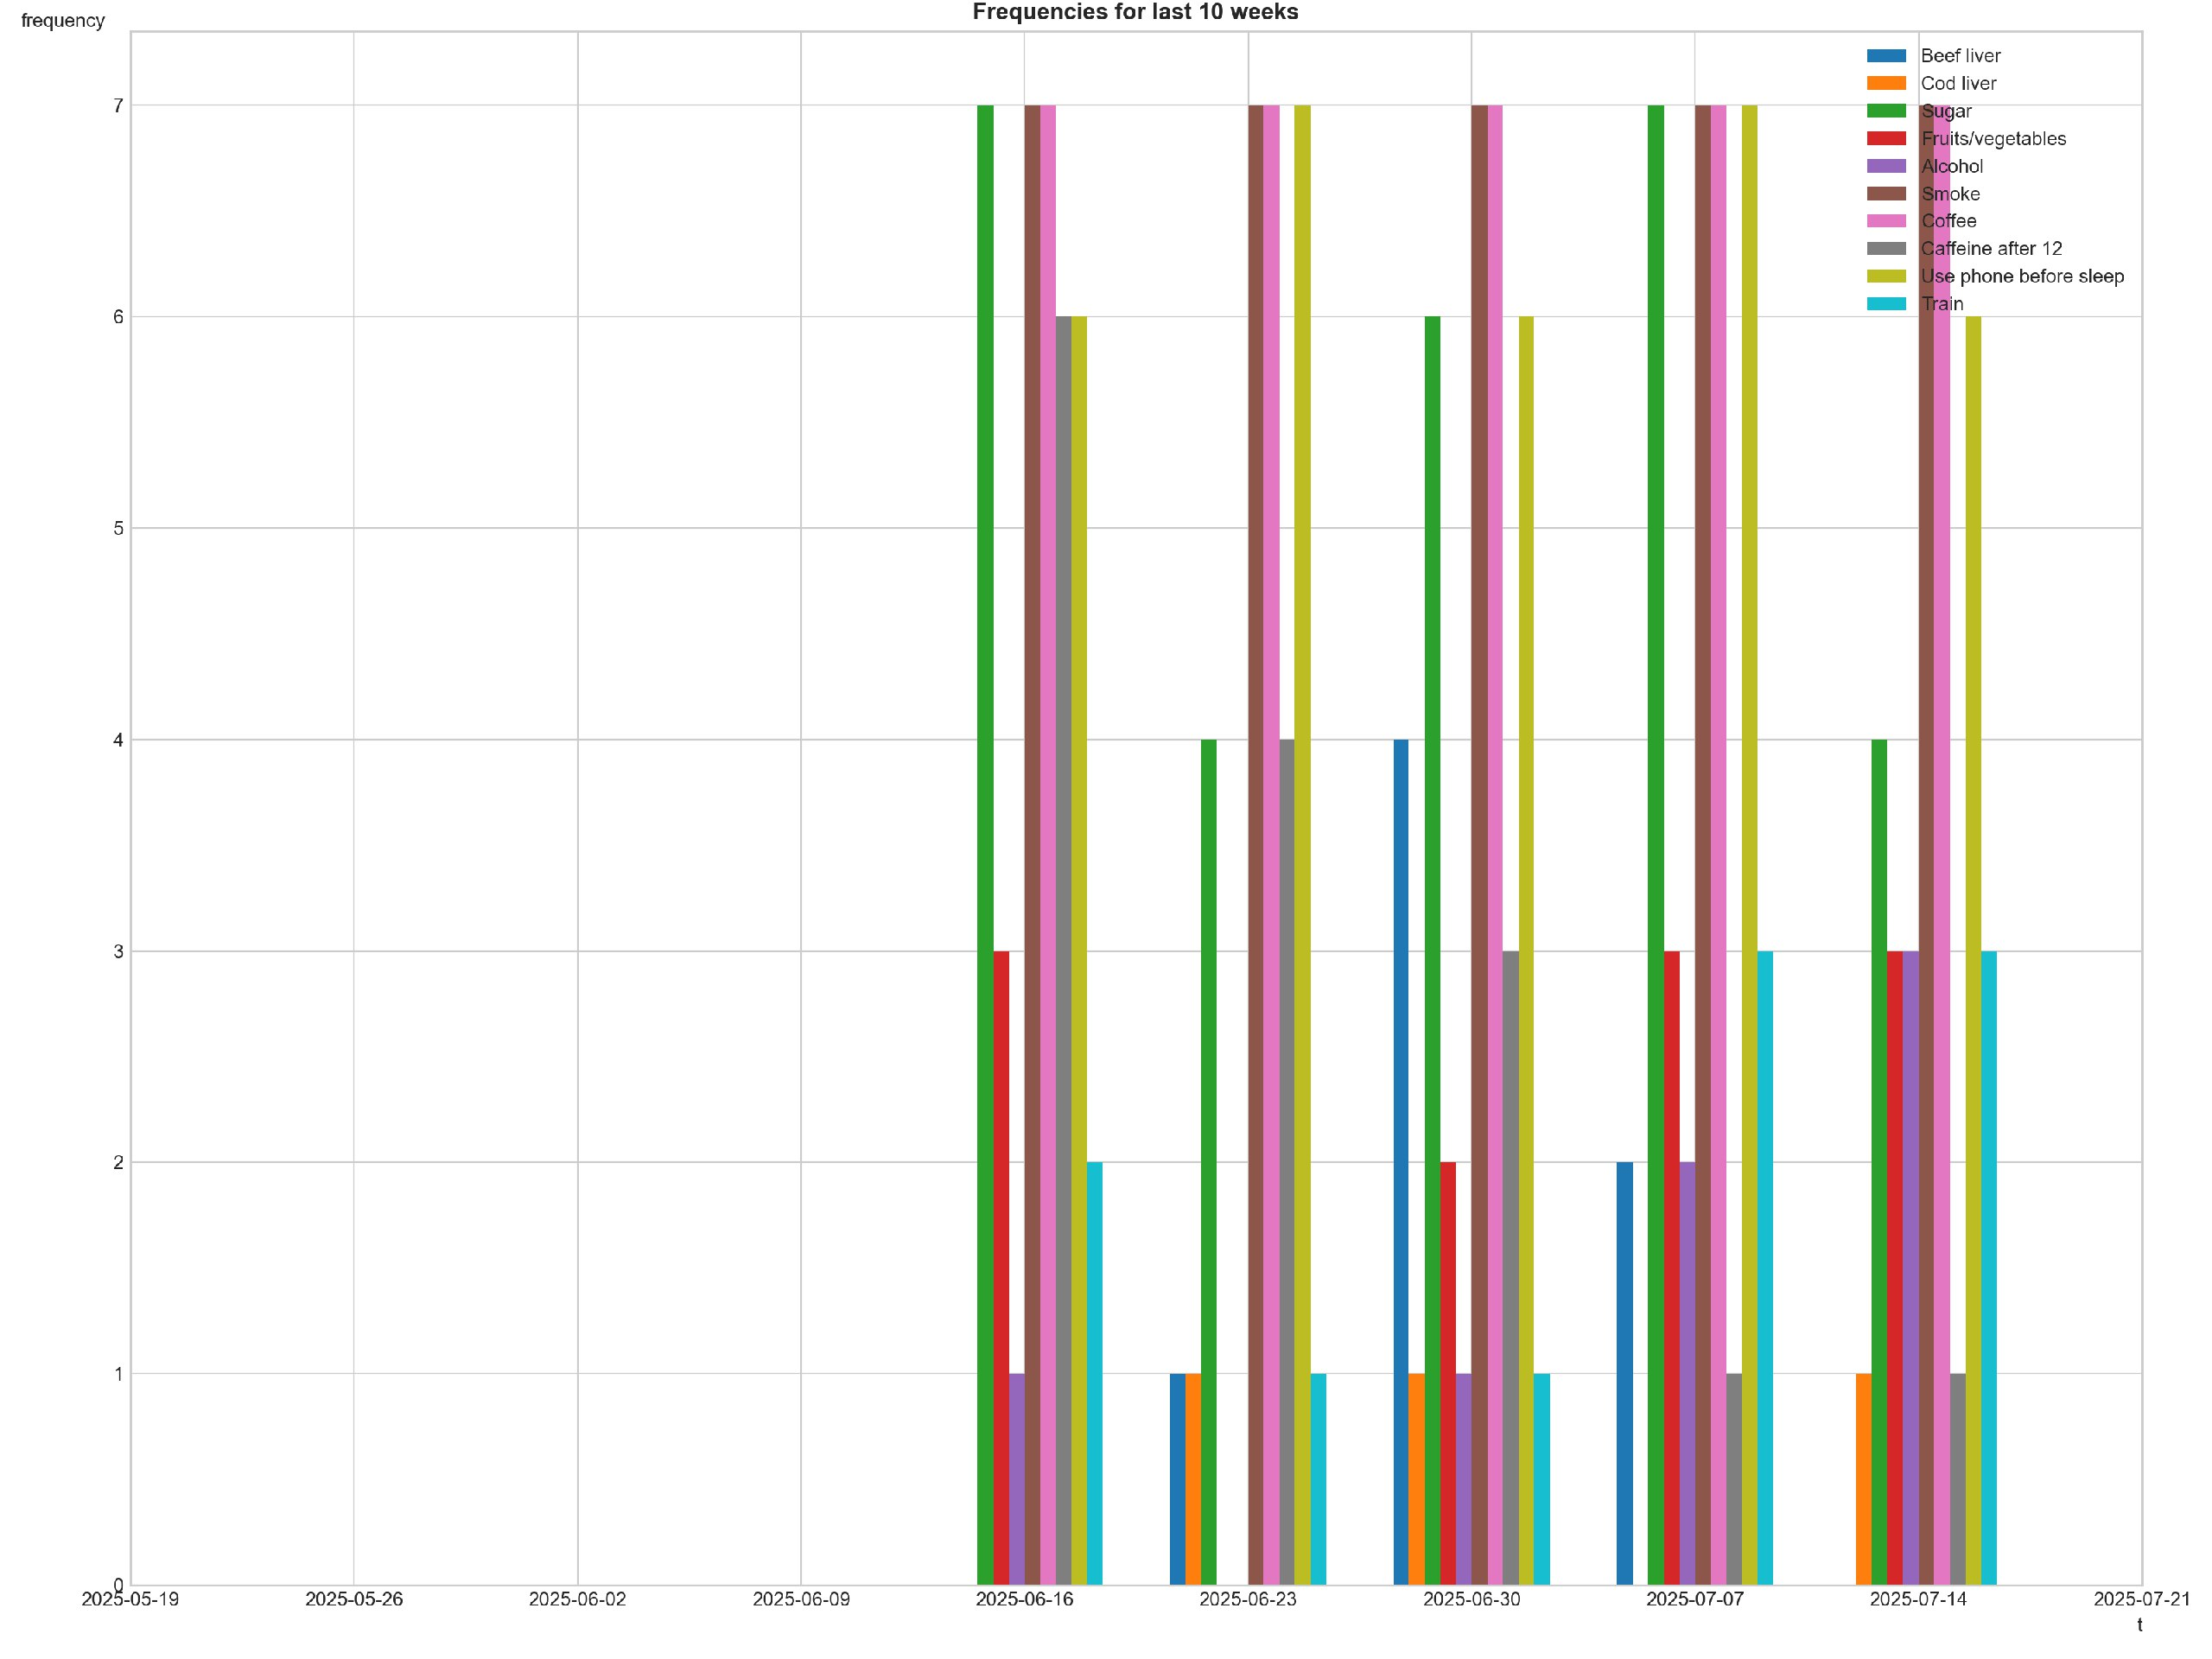 Frequencies for last 10 weeks
frequency
Beef liver
Cod liver
Sugar
Fruits/vegetables
Alcohol
Smoke
Coffee
Caffeine after 12
Use phone before sleep
Train
7
6
5
4
3
2
1
0
2025-05-19 2025-05-26 2025-06-02 2025-06-09 2025-06-16 2025-06-23 2025-06-30 2025-07-07 2025-07-14 2025-07-21
t